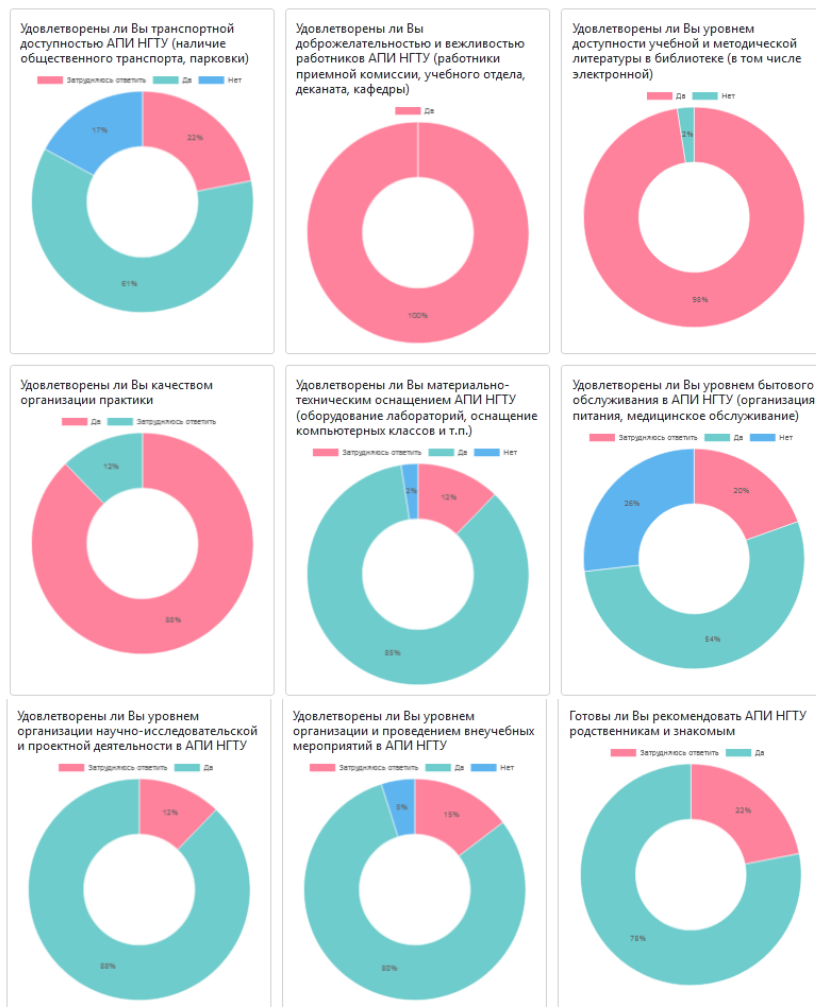 Удовлетворены ли Вы транспортной
доступностью АПИ НГТУ (наличие
общественного транспорта, парковки)
Затрудняюсь ответить Да Нет
17%
22%
61%
Удовлетворены ли Вы
доброжелательностью и вежливостью
работников АПИ НГТУ (работники
приемной комиссии, учебного отдела,
деканата, кафедры)
Да
100%
Удовлетворены ли Вы уровнем
доступности учебной и методической
литературы в библиотеке (в том числе
электронной)
Да Нет
2%
98%
Удовлетворены ли Вы качеством
организации практики
Да Затрудняюсь ответить
12%
88%
Удовлетворены ли Вы материально-
техническим оснащением АПИ НГТУ
(оборудование лабораторий, оснащение
компьютерных классов и т.п.)
Затрудняюсь ответить Да Нет
2%
12%
85%
Удовлетворены ли Вы уровнем бытового
обслуживания в АПИ НГТУ (организация
питания, медицинское обслуживание)
Затрудняюсь ответить Да Нет
26%
20%
54%
Удовлетворены ли Вы уровнем
организации научно-исследовательской
и проектной деятельности в АПИ НГТУ
Затрудняюсь ответить Да
12%
88%
Удовлетворены ли Вы уровнем
организации и проведением внеучебных
мероприятий в АПИ НГТУ
Затрудняюсь ответить Да Нет
5%
15%
80%
Готовы ли Вы рекомендовать АПИ НГТУ
родственникам и знакомым
Затрудняюсь ответить Да
22%
78%